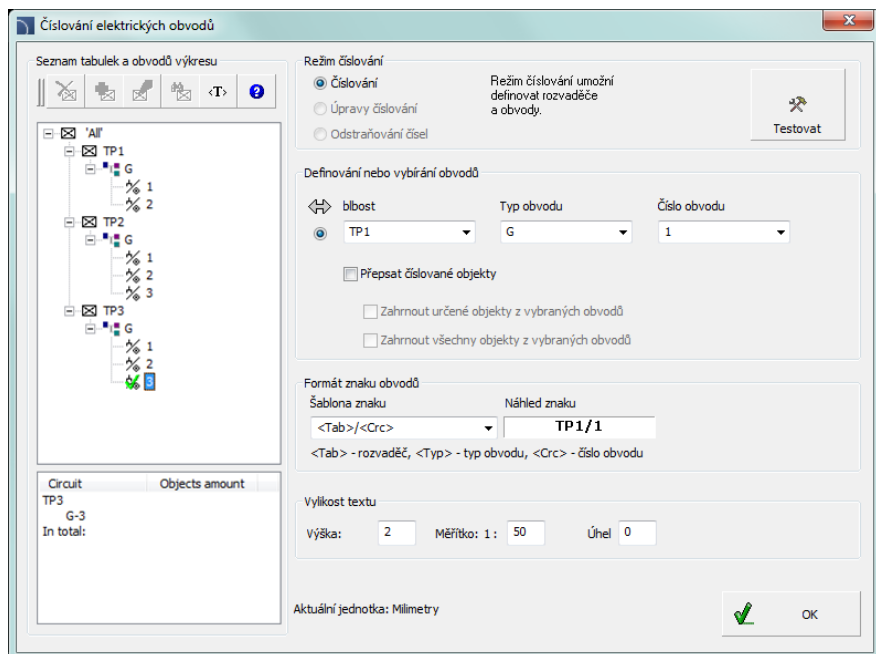 Číslování elektrických obvodů
Seznam tabulek a obvodů výkresu
<T>
?
'All'
TP1
G
1
2
TP2
G
1
2
3
TP3
G
1
2
3
Circuit Objects amount
TP3
G-3
In total:
Režim číslování
Číslování
Úpravy číslování
Odstraňování čísel
Režim číslování umožní
definovat rozvaděče
a obvody.
Testovat
Definování nebo vybírání obvodů
blbost Typ obvodu Číslo obvodu
TP1 G 1
Přepsat číslované objekty
Zahrnout určené objekty z vybraných obvodů
Zahrnout všechny objekty z vybraných obvodů
Formát znaku obvodů
Šablona znaku Náhled znaku
<Tab>/<Crc> TP1/1
<Tab> - rozvaděč, <Typ> - typ obvodu, <Crc> - číslo obvodu
Vylikost textu
Výška: 2 Měřítko: 1: 50 Úhel 0
Aktuální jednotka: Milimetry
OK